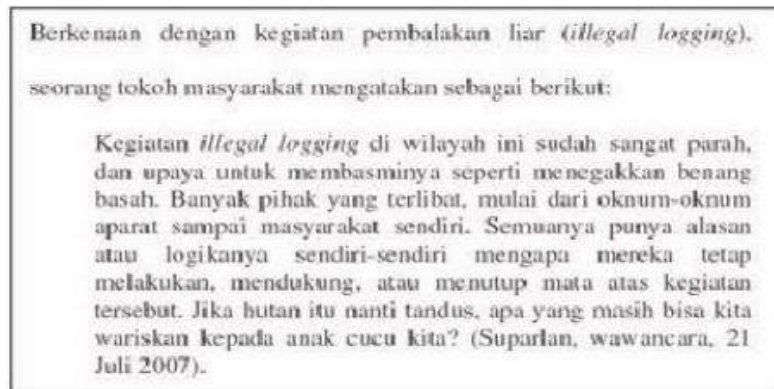 Berkenaan dengan kegiatan pembalakan liar (illegal logging),
seorang tokoh masyarakat mengatakan sebagai berikut:
Kegiatan illegal logging di wilayah ini sudah sangat parah,
dan upaya untuk membasminya seperti menegakkan benang
basah. Banyak pihak yang terlibat, mulai dari oknum-oknum
aparat sampai masyarakat sendiri. Semuanya punya alasan
atau logikanya sendiri-sendiri mengapa mereka tetap
melakukan, mendukung, atau menutup mata atas kegiatan
tersebut. Jika hutan itu nanti tandus, apa yang masih bisa kita
wariskan kepada anak cucu kita? (Suparlan, wawancara, 21
Juli 2007).